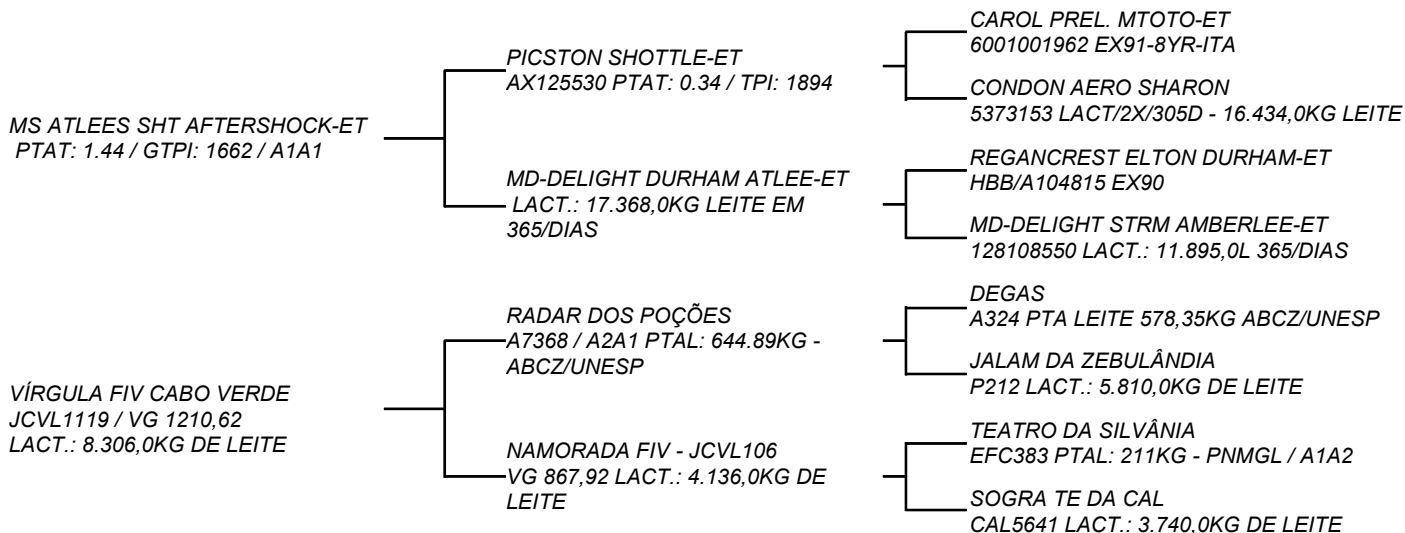 MS ATLEES SHT AFTERSHOCK-ET
PTAT: 1.44 / GTPI: 1662 / A1A1
VÍRGULA FIV CABO VERDE
JCVL1119 / VG 1210,62
LACT.: 8.306,0KG DE LEITE
PICSTON SHOTTLE-ET
AX125530 PTAT: 0.34 / TPI: 1894
MD-DELIGHT DURHAM ATLEE-ET
LACT.: 17.368,0KG LEITE EM
365/DIAS
RADAR DOS POÇÕES
A7368 / A2A1 PTAL: 644.89KG -
ABCZ/UNESP
NAMORADA FIV - JCVL106
VG 867,92 LACT.: 4.136,0KG DE
LEITE
CAROL PREL. MTOTO-ET
6001001962 EX91-8YR-ITA
CONDON AERO SHARON
5373153 LACT/2X/305D - 16.434,0KG LEITE
REGANCREST ELTON DURHAM-ET
HBB/A104815 EX90
MD-DELIGHT STRM AMBERLEE-ET
128108550 LACT.: 11.895,0L 365/DIAS
DEGAS
A324 PTA LEITE 578,35KG ABCZ/UNESP
JALAM DA ZEBULÂNDIA
P212 LACT.: 5.810,0KG DE LEITE
TEATRO DA SILVÂNIA
EFC383 PTAL: 211KG - PNMGL / A1A2
SOGRA TE DA CAL
CAL5641 LACT.: 3.740,0KG DE LEITE